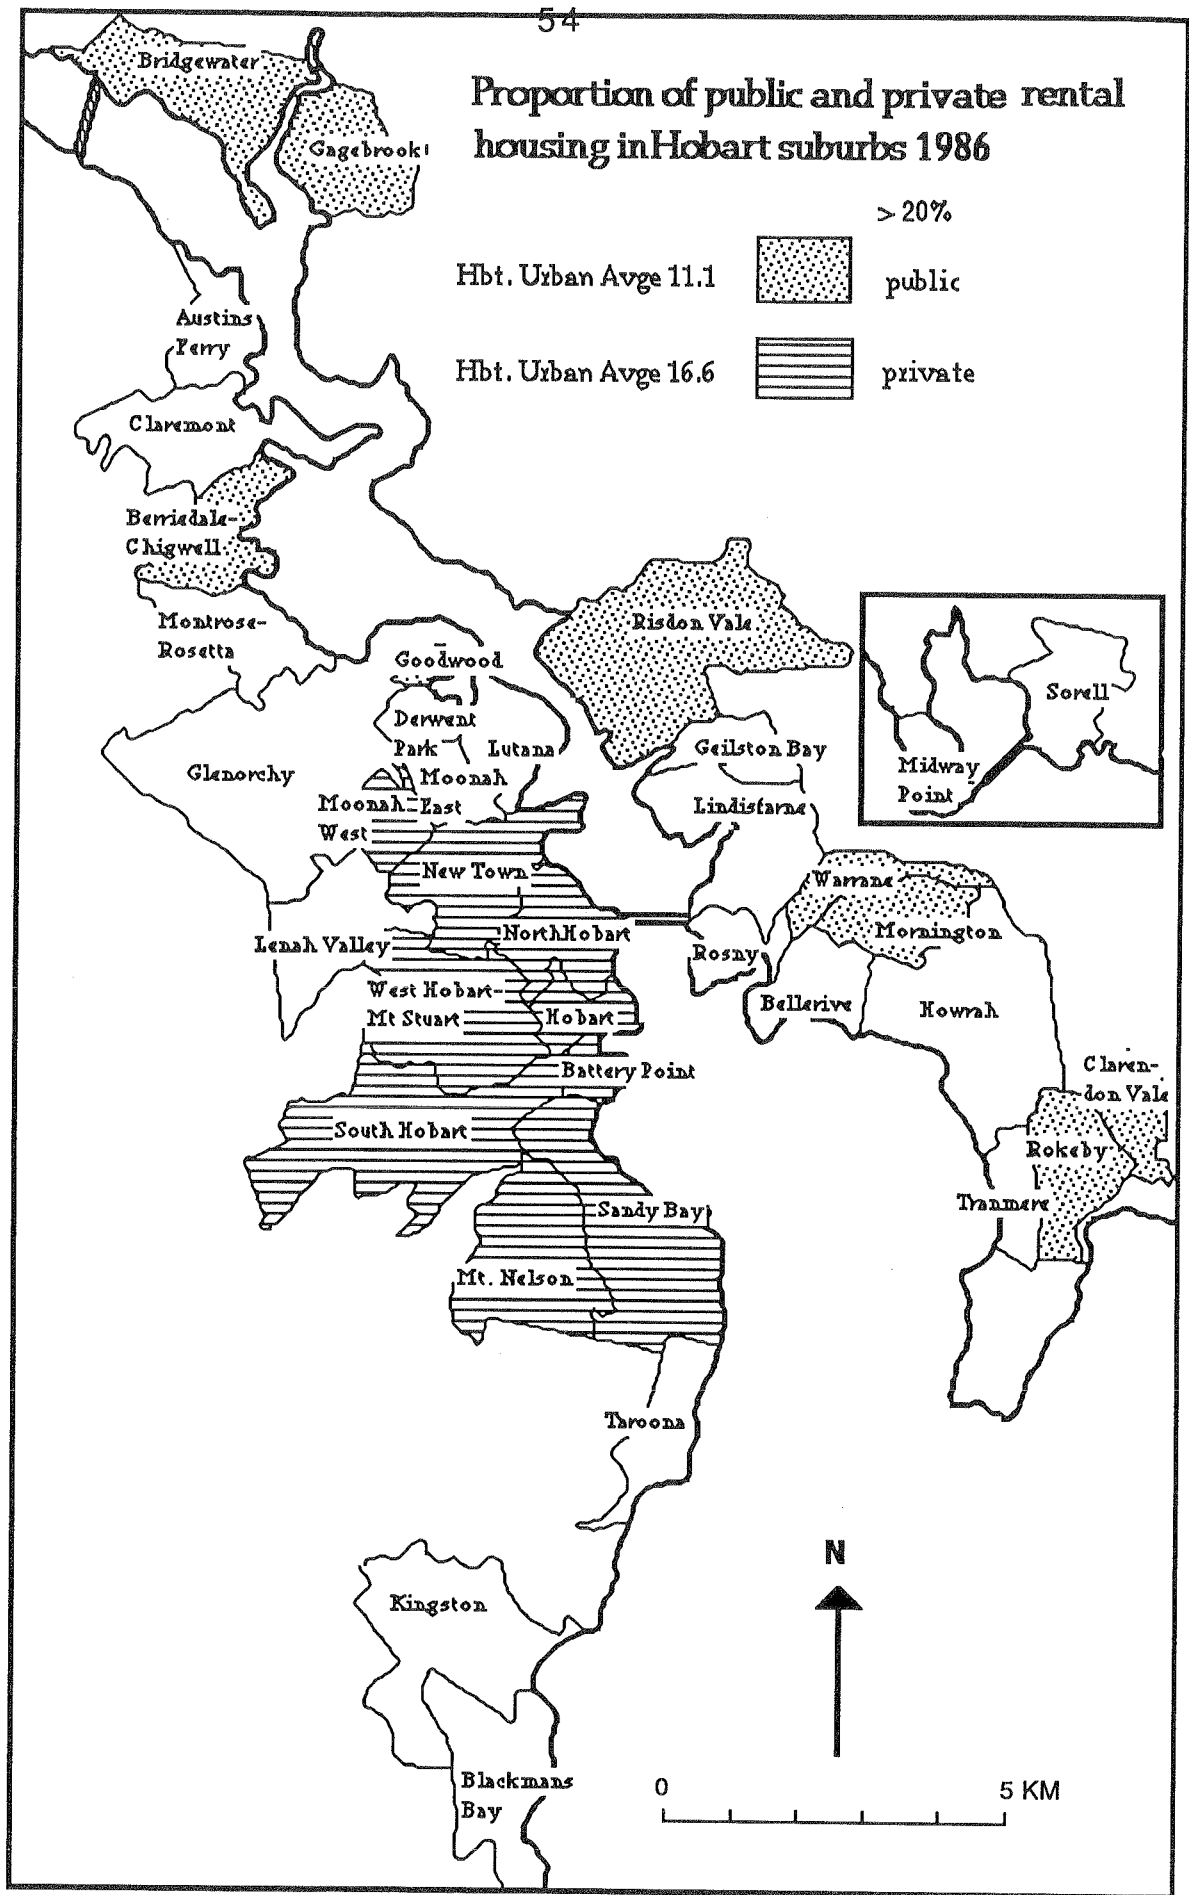 54
Proportion of public and private rental
housing in Hobart suburbs 1986
> 20%
Hbt. Urban Avge 11.1
public
Hbt. Urban Avge 16.6
private
Bridgewater
Gagebrook
Austins
Ferry
Claremont
Berriedale-
Chigwell
Montrose-
Rosetta
Goodwood
Risdon Vale
Derwent
Park
Lutana
Glenorchy
Moonah
East
Moonah
West
Geilston Bay
Lindisfarne
Sorell
Midway
Point
New Town
Warrane
Mornington
North Hobart
Lenah Valley
Rosny
West Hobart-
Mt Stuart
Hobart
Bellerive
Howrah
Battery Point
Claren-
don Vale
South Hobart
Rokeby
Tranmere
Sandy Bay
Mt. Nelson
Taroona
N
Kingston
Blackmans
Bay
0 5 KM